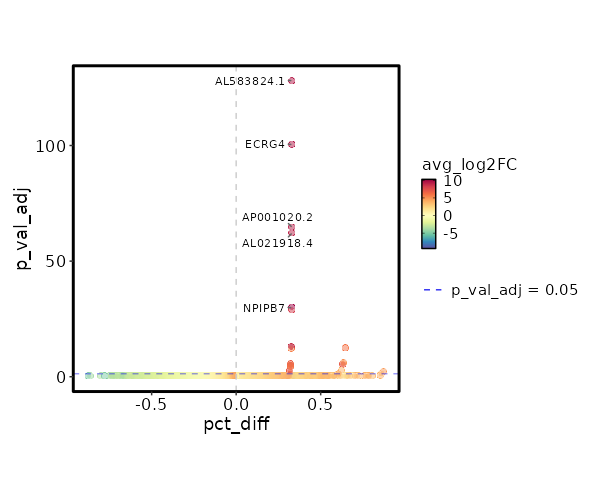 AL583824.1
ECRG4
AP001020.2
AL021918.4
NPIPB7
100
50
0
p_val_adj
-0.5
0.0
0.5
pct_diff
avg_log2FC
10
5
0
-5
p_val_adj = 0.05